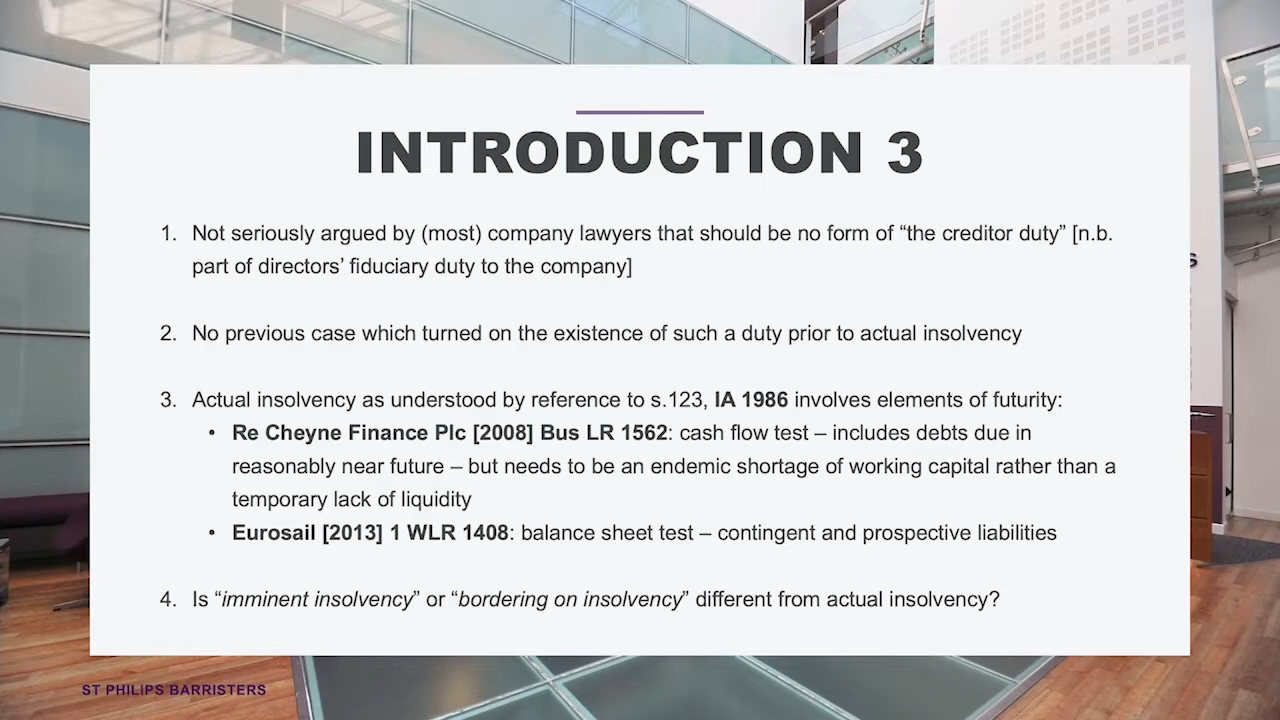 INTRODUCTION 3
1. Not seriously argued by (most) company lawyers that should be no form of “the creditor duty” [n.b.
part of directors’ fiduciary duty to the company]
2. No previous case which turned on the existence of such a duty prior to actual insolvency
3. Actual insolvency as understood by reference to s.123, IA 1986 involves elements of futurity:
• Re Cheyne Finance Plc [2008] Bus LR 1562: cash flow test – includes debts due in
reasonably near future – but needs to be an endemic shortage of working capital rather than a
temporary lack of liquidity
• Eurosail [2013] 1 WLR 1408: balance sheet test – contingent and prospective liabilities
4. Is “imminent insolvency” or “bordering on insolvency” different from actual insolvency?
ST PHILIPS BARRISTERS